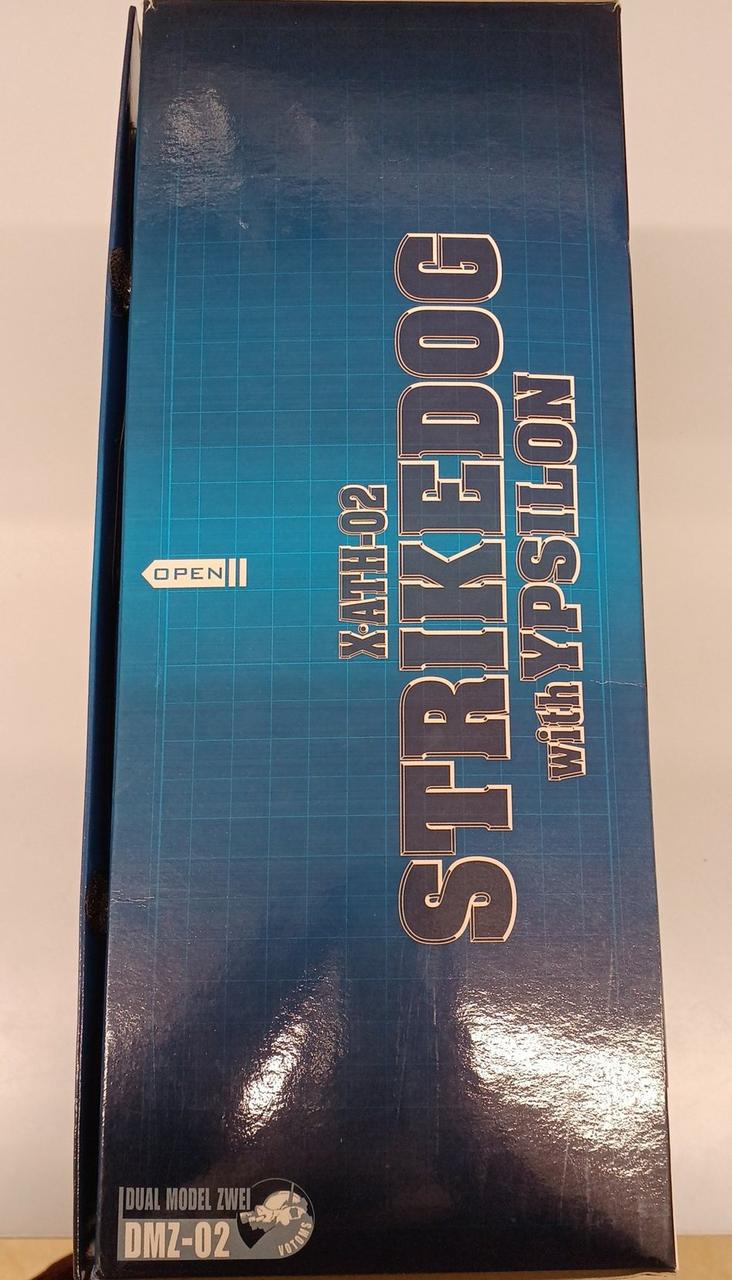 X·ATH-02
STRIKEDOG
with YPSILON
OPEN
DUAL MODEL ZWEI
DMZ-02
VOTOMS